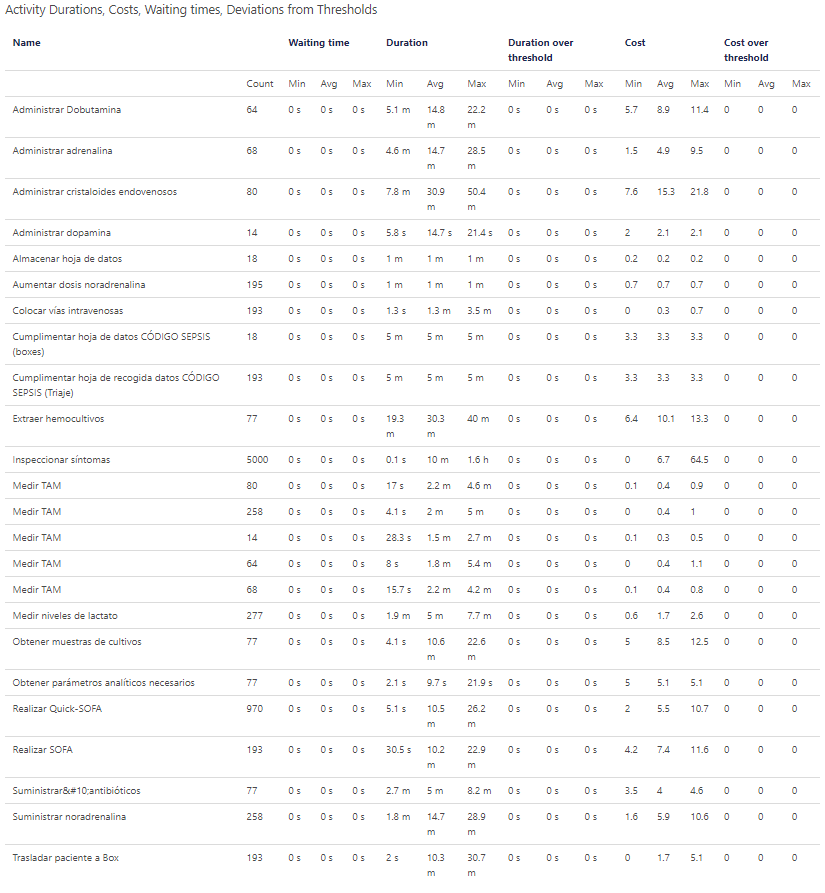 Activity Durations, Costs, Waiting times, Deviations from Thresholds
Name Waiting time Duration Duration over threshold Cost Cost over threshold
Count Min Avg Max Min Avg Max Min Avg Max Min Avg Max Min Avg Max
Administrar Dobutamina 64 0 s 0 s 0 s 5.1 m 14.8 m 22.2 m 0 s 0 s 0 s 5.7 8.9 11.4 0 0 0
Administrar adrenalina 68 0 s 0 s 0 s 4.6 m 14.7 m 28.5 m 0 s 0 s 0 s 1.5 4.9 9.5 0 0 0
Administrar cristaloides endovenosos 80 0 s 0 s 0 s 7.8 m 30.9 m 50.4 m 0 s 0 s 0 s 7.6 15.3 21.8 0 0 0
Administrar dopamina 14 0 s 0 s 0 s 5.8 s 14.7 s 21.4 s 0 s 0 s 0 s 2 2.1 2.1 0 0 0
Almacenar hoja de datos 18 0 s 0 s 0 s 1 m 1 m 1 m 0 s 0 s 0 s 0.2 0.2 0.2 0 0 0
Aumentar dosis noradrenalina 195 0 s 0 s 0 s 1 m 1 m 1 m 0 s 0 s 0 s 0.7 0.7 0.7 0 0 0
Colocar vías intravenosas 193 0 s 0 s 0 s 1.3 s 1.3 m 3.5 m 0 s 0 s 0 s 0 0.3 0.7 0 0 0
Cumplimentar hoja de datos CÓDIGO SEPSIS (boxes) 18 0 s 0 s 0 s 5 m 5 m 5 m 0 s 0 s 0 s 3.3 3.3 3.3 0 0 0
Cumplimentar hoja de recogida datos CÓDIGO SEPSIS (Triaje) 193 0 s 0 s 0 s 5 m 5 m 5 m 0 s 0 s 0 s 3.3 3.3 3.3 0 0 0
Extraer hemocultivos 77 0 s 0 s 0 s 19.3 m 30.3 m 40 m 0 s 0 s 0 s 6.4 10.1 13.3 0 0 0
Inspeccionar síntomas 5000 0 s 0 s 0 s 0.1 s 10 m 1.6 h 0 s 0 s 0 s 0 6.7 64.5 0 0 0
Medir TAM 80 0 s 0 s 0 s 17 s 2.2 m 4.6 m 0 s 0 s 0 s 0.1 0.4 0.9 0 0 0
Medir TAM 258 0 s 0 s 0 s 4.1 s 2 m 5 m 0 s 0 s 0 s 0 0.4 1 0 0 0
Medir TAM 14 0 s 0 s 0 s 28.3 s 1.5 m 2.7 m 0 s 0 s 0 s 0.1 0.3 0.5 0 0 0
Medir TAM 64 0 s 0 s 0 s 8 s 1.8 m 5.4 m 0 s 0 s 0 s 0 0.4 1.1 0 0 0
Medir TAM 68 0 s 0 s 0 s 15.7 s 2.2 m 4.2 m 0 s 0 s 0 s 0.1 0.4 0.8 0 0 0
Medir niveles de lactato 277 0 s 0 s 0 s 1.9 m 5 m 7.7 m 0 s 0 s 0 s 0.6 1.7 2.6 0 0 0
Obtener muestras de cultivos 77 0 s 0 s 0 s 4.1 s 10.6 m 22.6 m 0 s 0 s 0 s 5 8.5 12.5 0 0 0
Obtener parámetros analíticos necesarios 77 0 s 0 s 0 s 2.1 s 9.7 s 21.9 s 0 s 0 s 0 s 5 5.1 5.1 0 0 0
Realizar Quick-SOFA 970 0 s 0 s 0 s 5.1 s 10.5 m 26.2 m 0 s 0 s 0 s 2 5.5 10.7 0 0 0
Realizar SOFA 193 0 s 0 s 0 s 30.5 s 10.2 m 22.9 m 0 s 0 s 0 s 4.2 7.4 11.6 0 0 0
Suministrar&#10;antibióticos 77 0 s 0 s 0 s 2.7 m 5 m 8.2 m 0 s 0 s 0 s 3.5 4 4.6 0 0 0
Suministrar noradrenalina 258 0 s 0 s 0 s 1.8 m 14.7 m 28.9 m 0 s 0 s 0 s 1.6 5.9 10.6 0 0 0
Trasladar paciente a Box 193 0 s 0 s 0 s 2 s 10.3 m 30.7 m 0 s 0 s 0 s 0 1.7 5.1 0 0 0